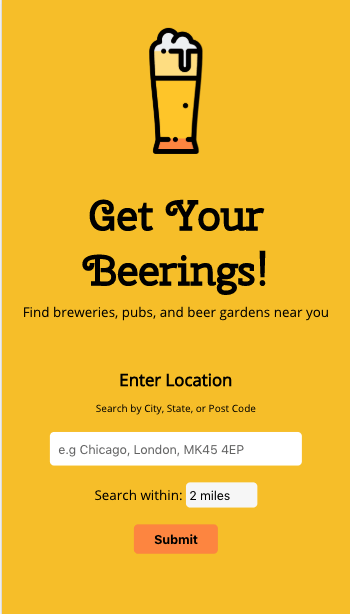 Get Your
Beerings!
Find breweries, pubs, and beer gardens near you
Enter Location
Search by City, State, or Post Code
e.g Chicago, London, MK45 4EP
Search within: 2 miles
Submit